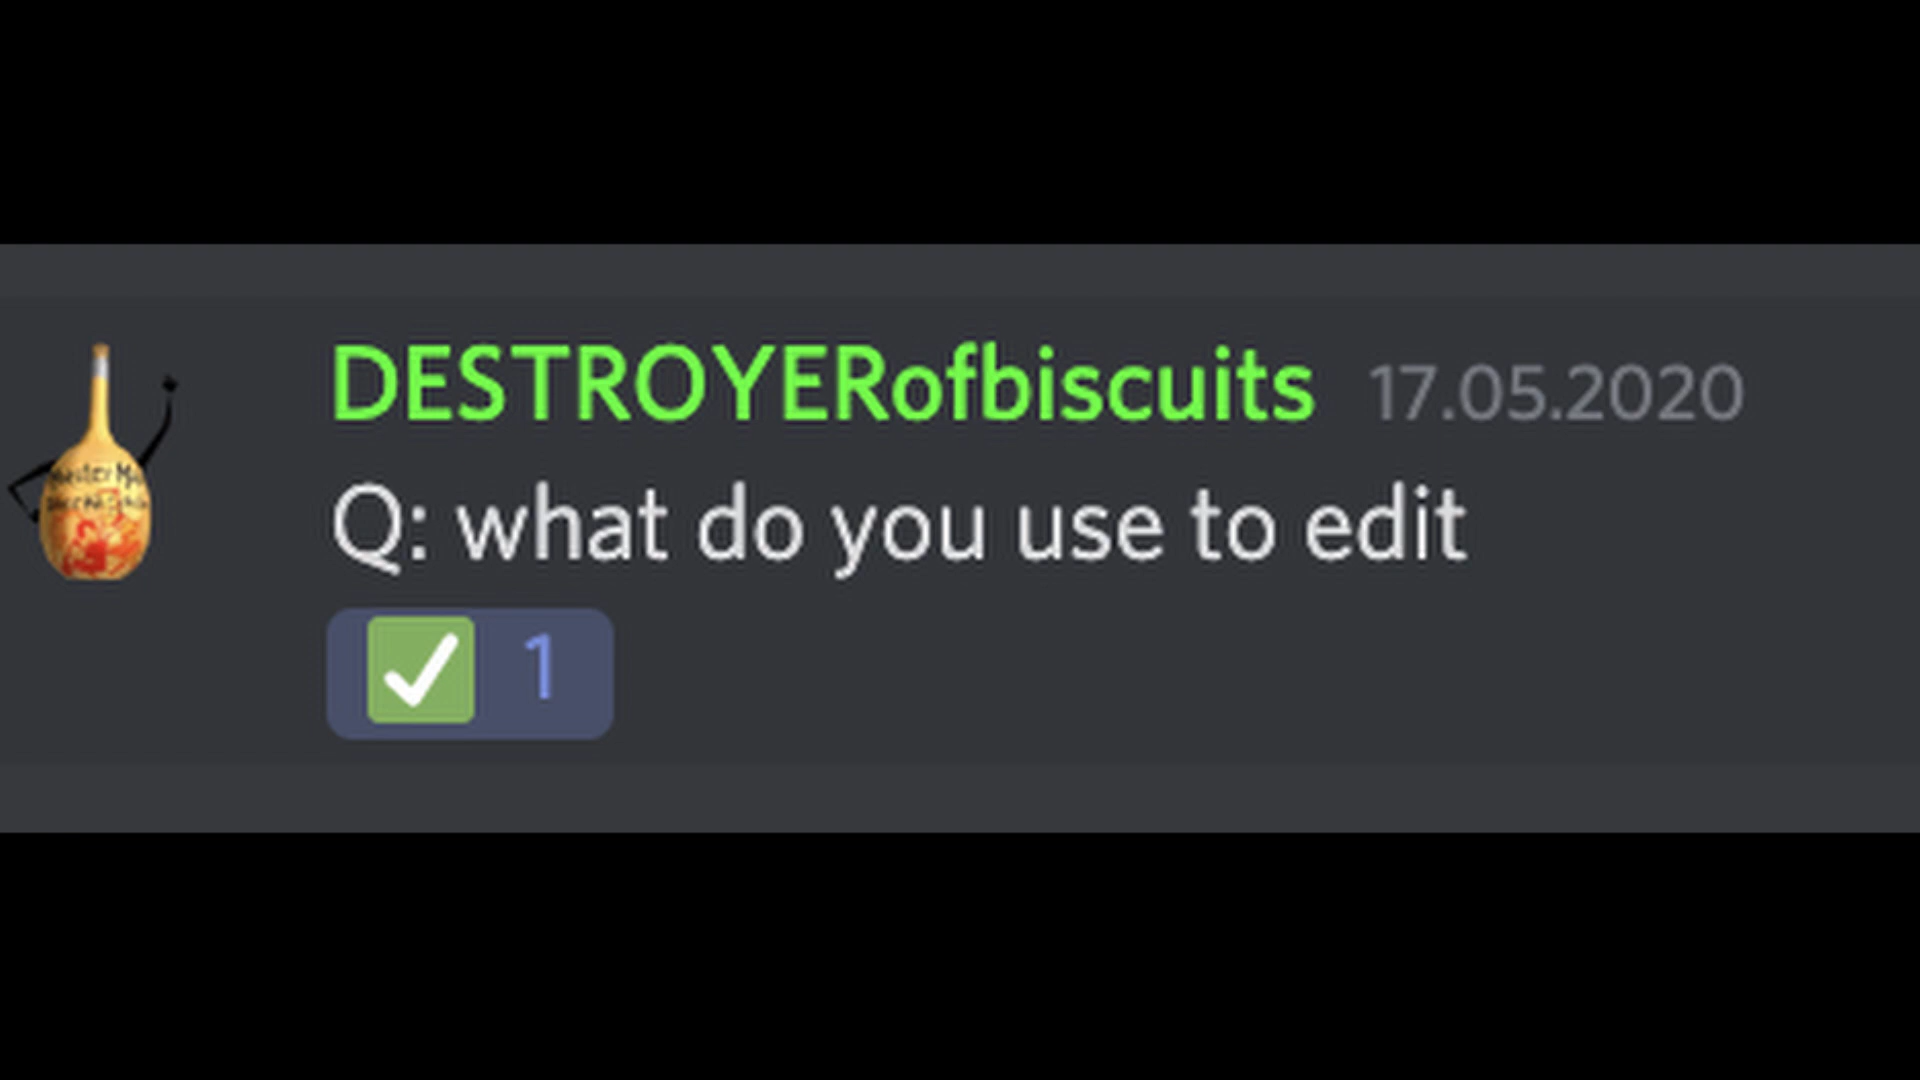 DESTROYERofbiscuits 17.05.2020
Q: what do you use to edit
✅ 1